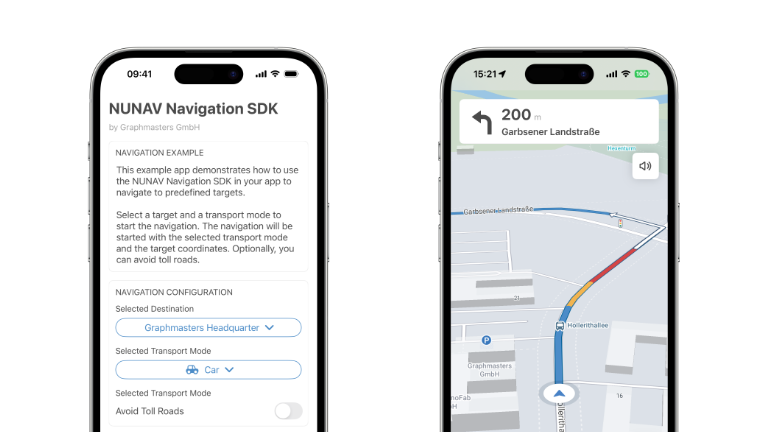 09:41
NUNAV Navigation SDK
by Graphmasters GmbH
NAVIGATION EXAMPLE
This example app demonstrates how to use
the NUNAV Navigation SDK in your app to
navigate to predefined targets.
Select a target and a transport mode to
start the navigation. The navigation will be
started with the selected transport mode
and the target coordinates. Optionally, you
can avoid toll roads.
NAVIGATION CONFIGURATION
Selected Destination
Graphmasters Headquarter
Selected Transport Mode
Car
Selected Transport Mode
Avoid Toll Roads
15:21
100
200 m
Garbsener Landstraße
Garbsener Landstraße
21
Hollerithallee
P
Graphmasters
GmbH
16